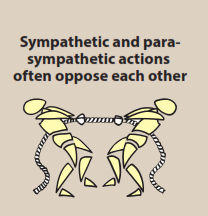 Sympathetic and para-
sympathetic actions
often oppose each other